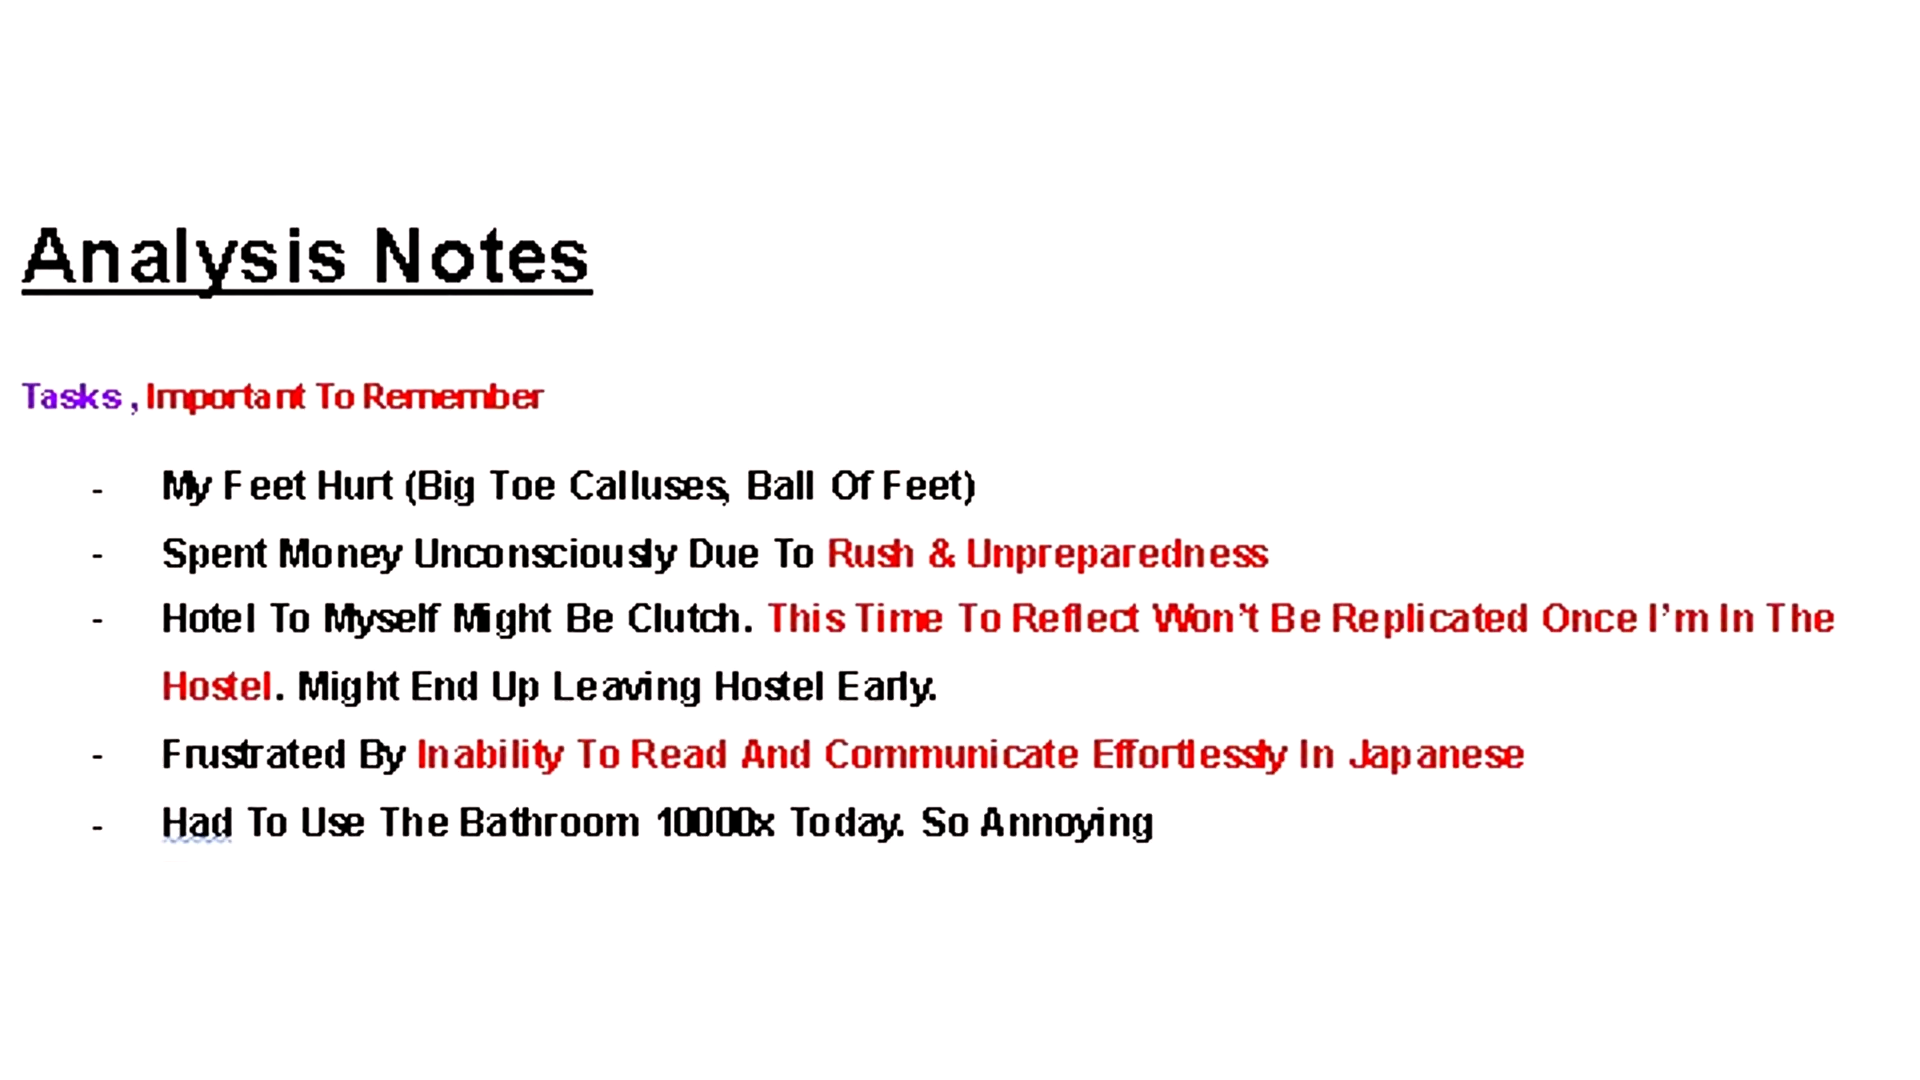 Analysis Notes
Tasks , Important To Remember
- My Feet Hurt (Big Toe Calluses, Ball Of Feet)
- Spent Money Unconsciously Due To Rush & Unpreparedness
- Hotel To Myself Might Be Clutch. This Time To Reflect Won't Be Replicated Once I'm In The
Hostel. Might End Up Leaving Hostel Early.
- Frustrated By Inability To Read And Communicate Effortlessly In Japanese
- Had To Use The Bathroom 10000x Today. So Annoying